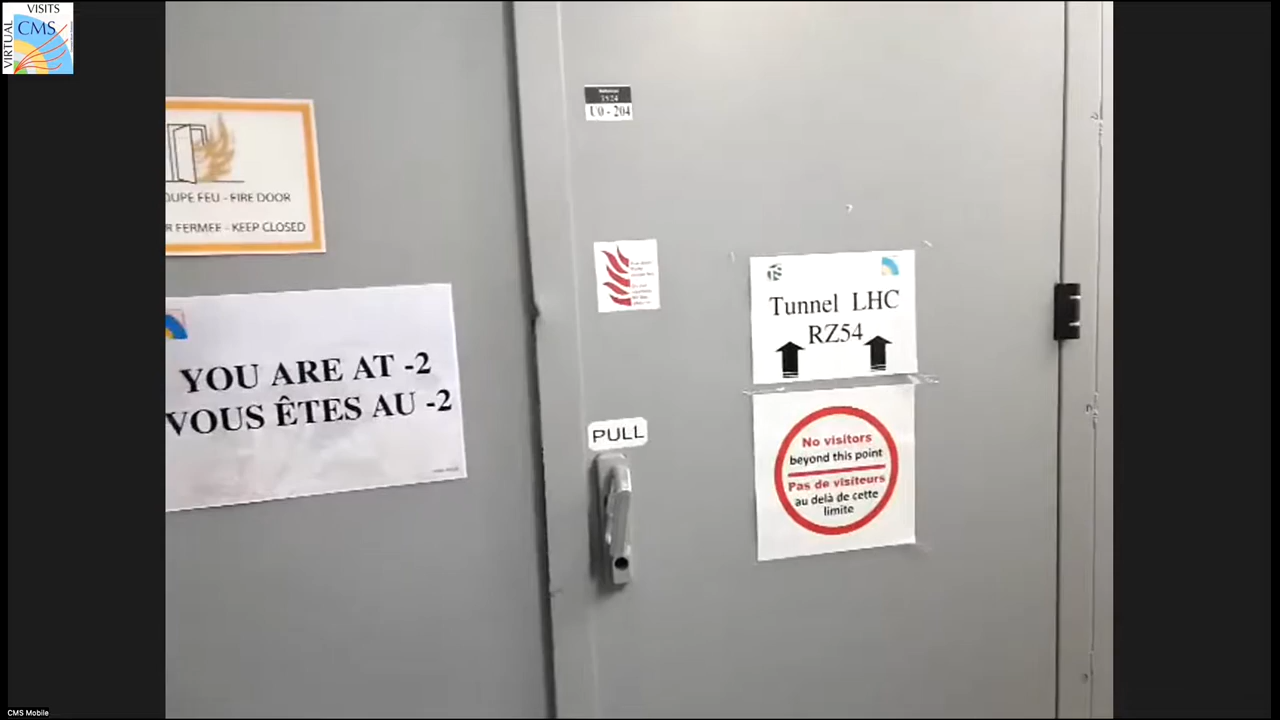 VIRTUAL
VISITS
CMS
U0 - 204
OUPE FEU - FIRE DOOR
R FERMEE - KEEP CLOSED
YOU ARE AT -2
VOUS ÊTES AU -2
TS
Tunnel LHC
RZ54
PULL
No visitors
beyond this point
Pas de visiteurs
au delà de cette
limite
CMS Mobile